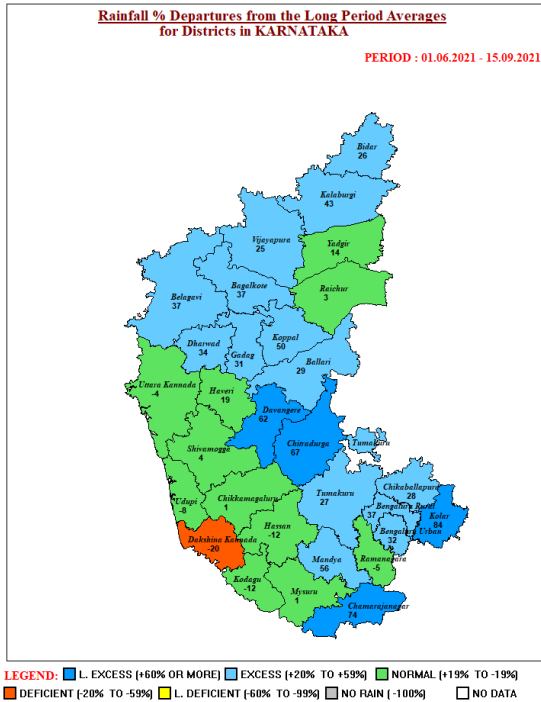 Rainfall % Departures from the Long Period Averages
for Districts in KARNATAKA
PERIOD : 01.06.2021 - 15.09.2021
Bidar
26
Kalaburgi
43
Vijayapura
25
Yadgir
14
Bagalkote
37
Raichur
3
Belagavi
37
Koppal
50
Dharwad
34
Gadag
31
Ballari
29
Uttara Kannada
-4
Haveri
19
Davangere
62
Chitradurga
67
Tumakuru
Shivamogga
4
Chikkamagaluru
1
Tumakuru
27
Chikaballapura
28
Udupi
-8
Bengaluru Rural
37
Kolar
84
Hassan
-12
Bengaluru Urban
32
Dakshina Kannada
-20
Mandya
56
Ramanagara
-5
Kodagu
-12
Mysuru
1
Chamarajanagar
74
LEGEND: L. EXCESS (+60% OR MORE) EXCESS (+20% TO +59%) NORMAL (+19% TO -19%)
DEFICIENT (-20% TO -59%) L. DEFICIENT (-60% TO -99%) NO RAIN (-100%) NO DATA